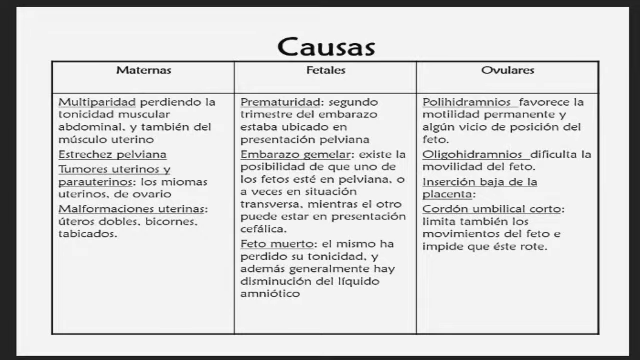 Causas
Maternas
Fetales
Ovulares
Multiparidad perdiendo la
tonicidad muscular
abdominal, y también del
músculo uterino
Estrechez pelviana
Tumores uterinos y
parauterinos: los miomas
uterinos, de ovario
Malformaciones uterinas:
úteros dobles, bicornes,
tabicados.
Prematuridad: segundo
trimestre del embarazo
estaba ubicado en
presentación pelviana
Embarazo gemelar: existe la
posibilidad de que uno de
los fetos esté en pelviana, o
a veces en situación
transversa, mientras el otro
puede estar en presentación
cefálica.
Feto muerto: el mismo ha
perdido su tonicidad, y
además generalmente hay
disminución del líquido
amniótico
Polihidramnios favorece la
motilidad permanente y
algún vicio de posición del
feto.
Oligohidramnios dificulta la
movilidad del feto.
Inserción baja de la
placenta:
Cordón umbilical corto:
limita también los
movimientos del feto e
impide que éste rote.